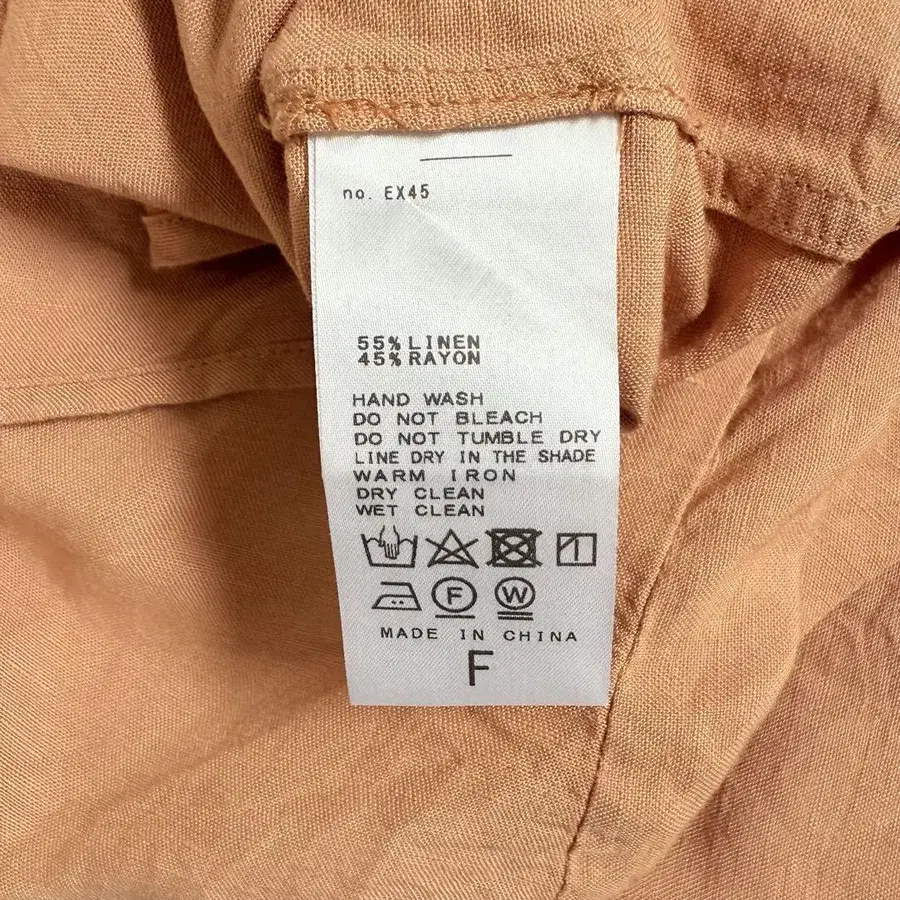 no. EX45
55% LINEN
45% RAYON
HAND WASH
DO NOT BLEACH
DO NOT TUMBLE DRY
LINE DRY IN THE SHADE
WARM IRON
DRY CLEAN
WET CLEAN
F W
MADE IN CHINA
F